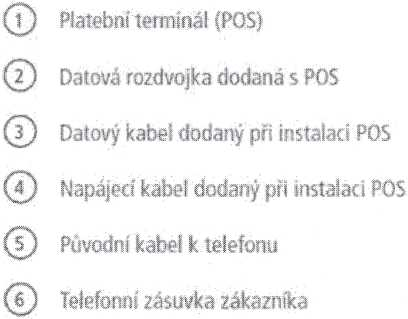 1 Platební terminál (POS)
2 Datová rozdvojka dodaná s POS
3 Datový kabel dodaný při instalaci POS
4 Napájecí kabel dodaný při instalaci POS
5 Původní kabel k telefonu
6 Telefonní zásuvka zákazníka